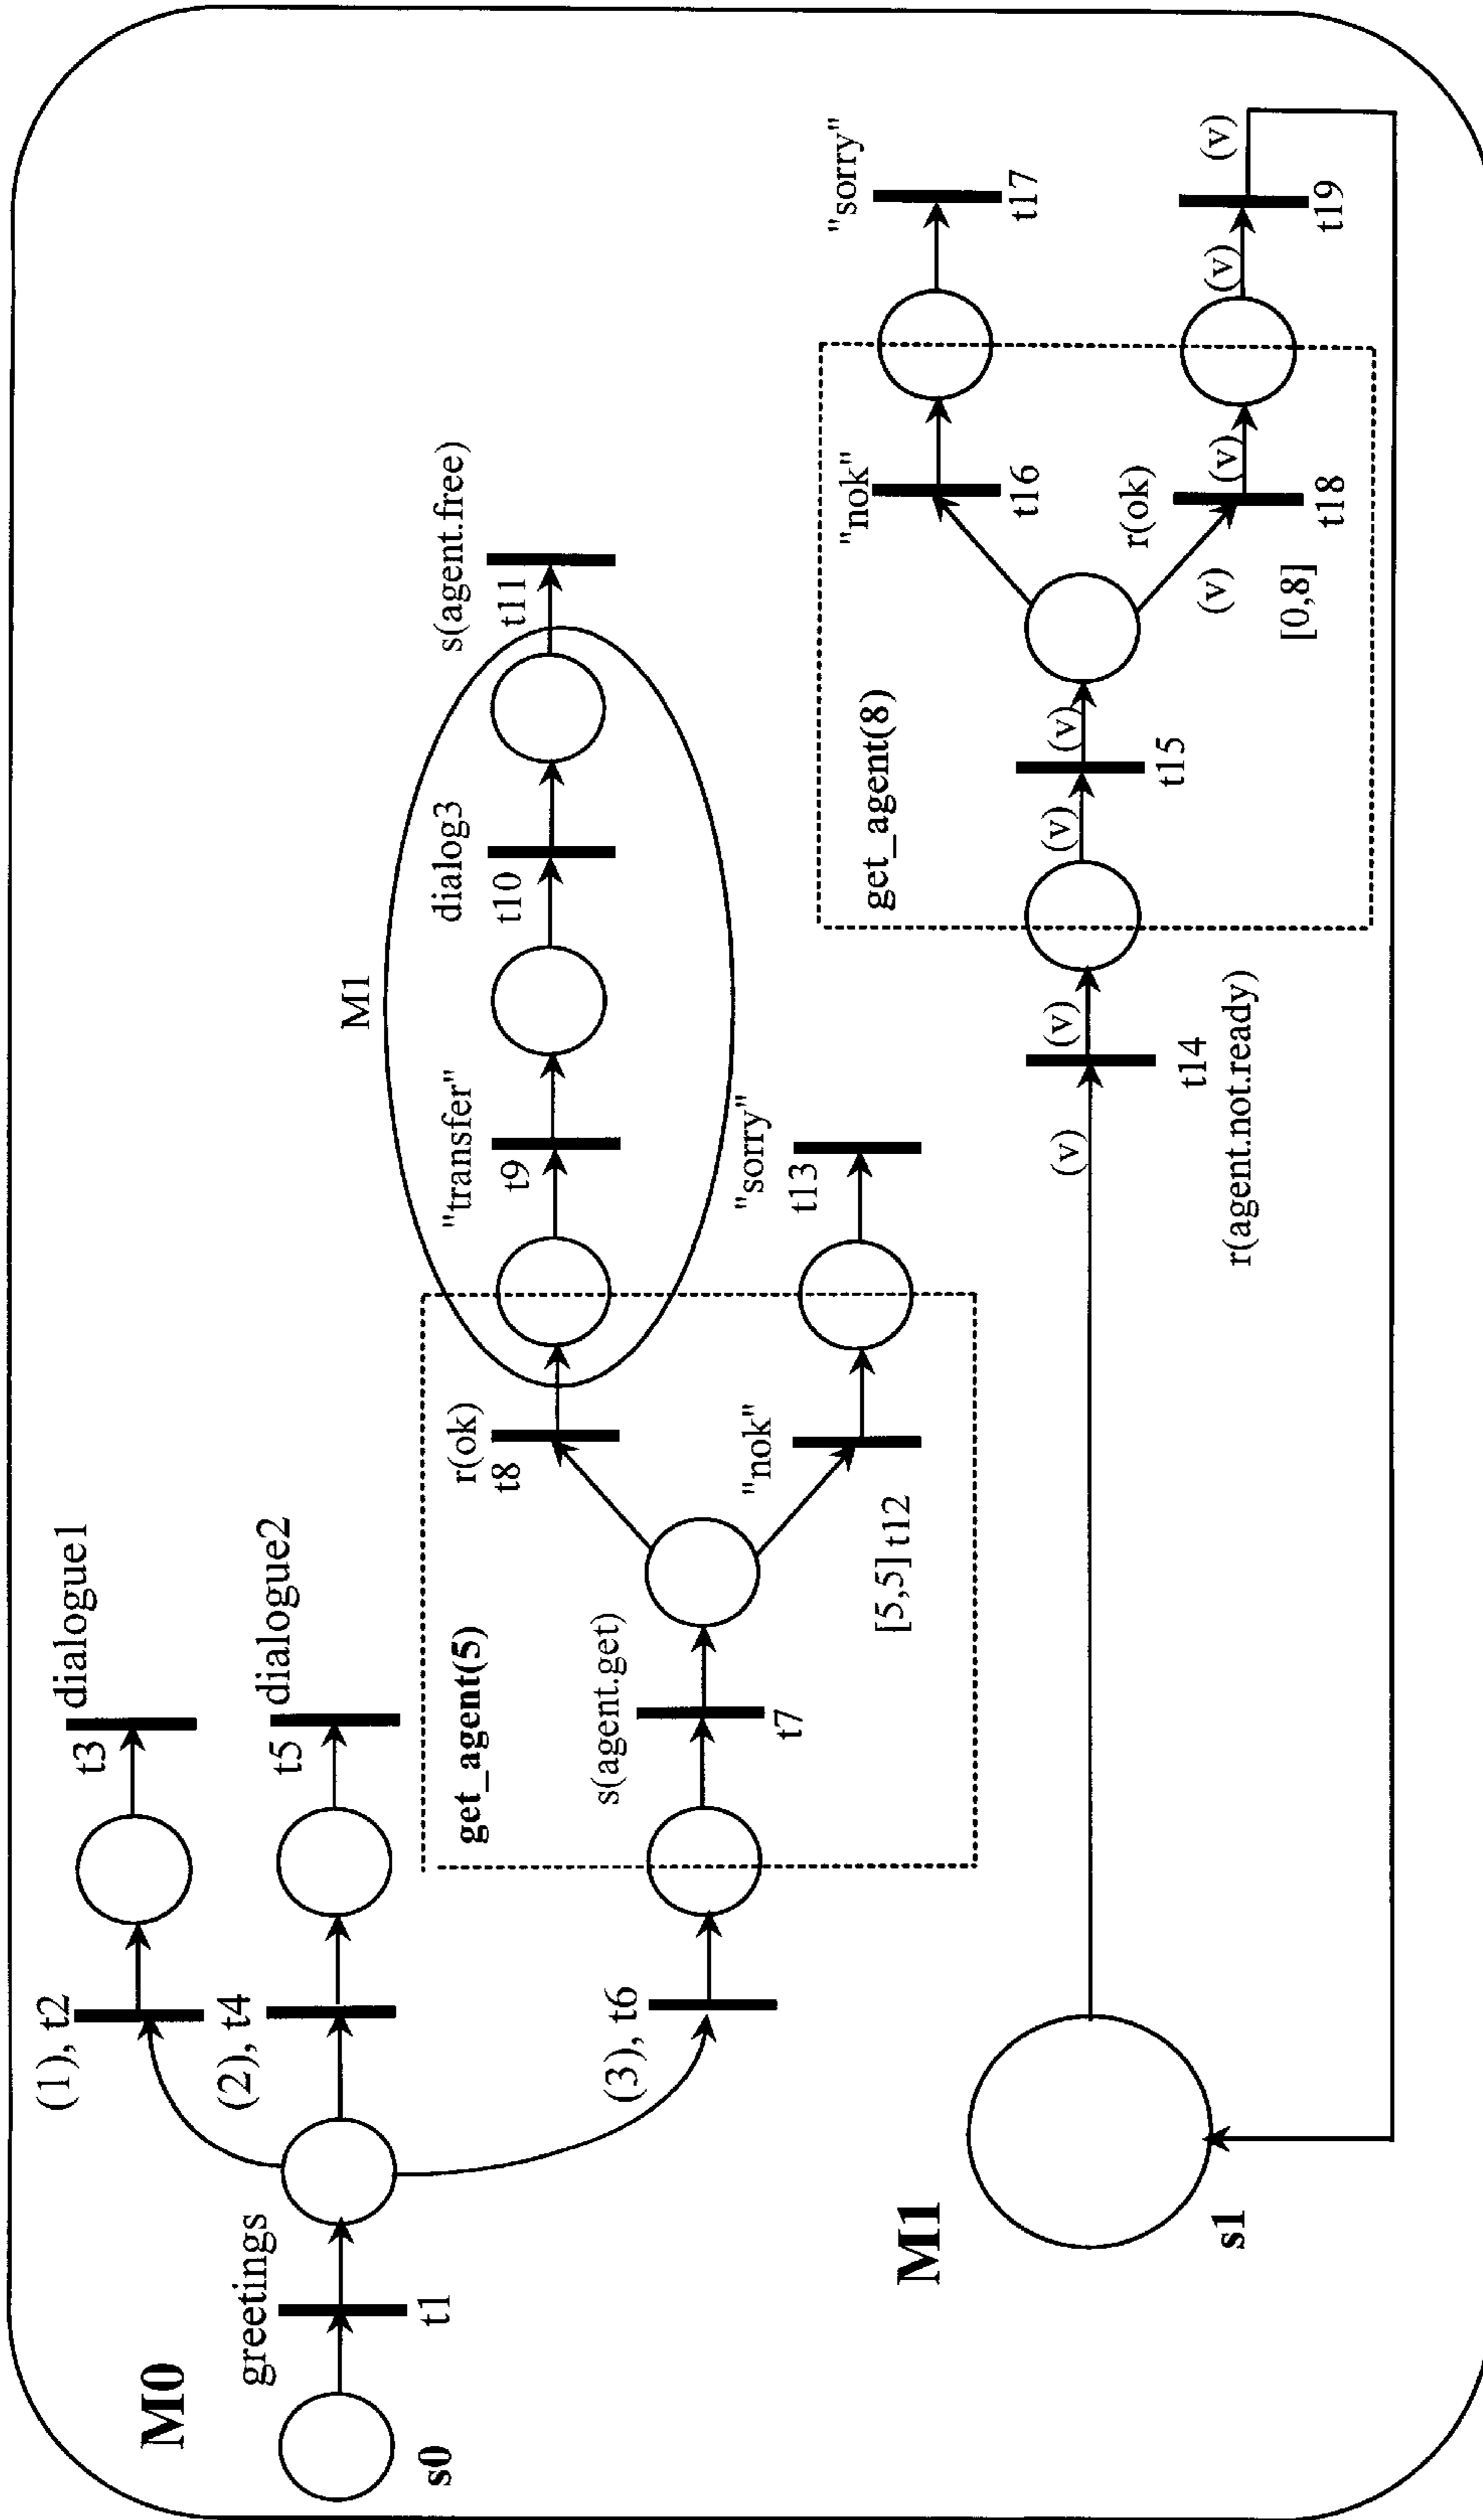 M0
s0
greetings
t1
(1), t2
t3
dialogue1
(2), t4
t5
dialogue2
(3), t6
get_agent(5)
s(agent.get)
t7
r(ok)
t8
"nok"
[5,5] t12
"transfer"
t9
M1
dialog3
t10
s(agent.free)
t11
"sorry"
t13
M1
s1
(v)
t14
r(agent.not.ready)
(v)
get_agent(8)
(v)
t15
(v)
"nok"
t16
"sorry"
t17
(v)
[0,8]
r(ok)
t18
(v)
(v)
t19
(v)